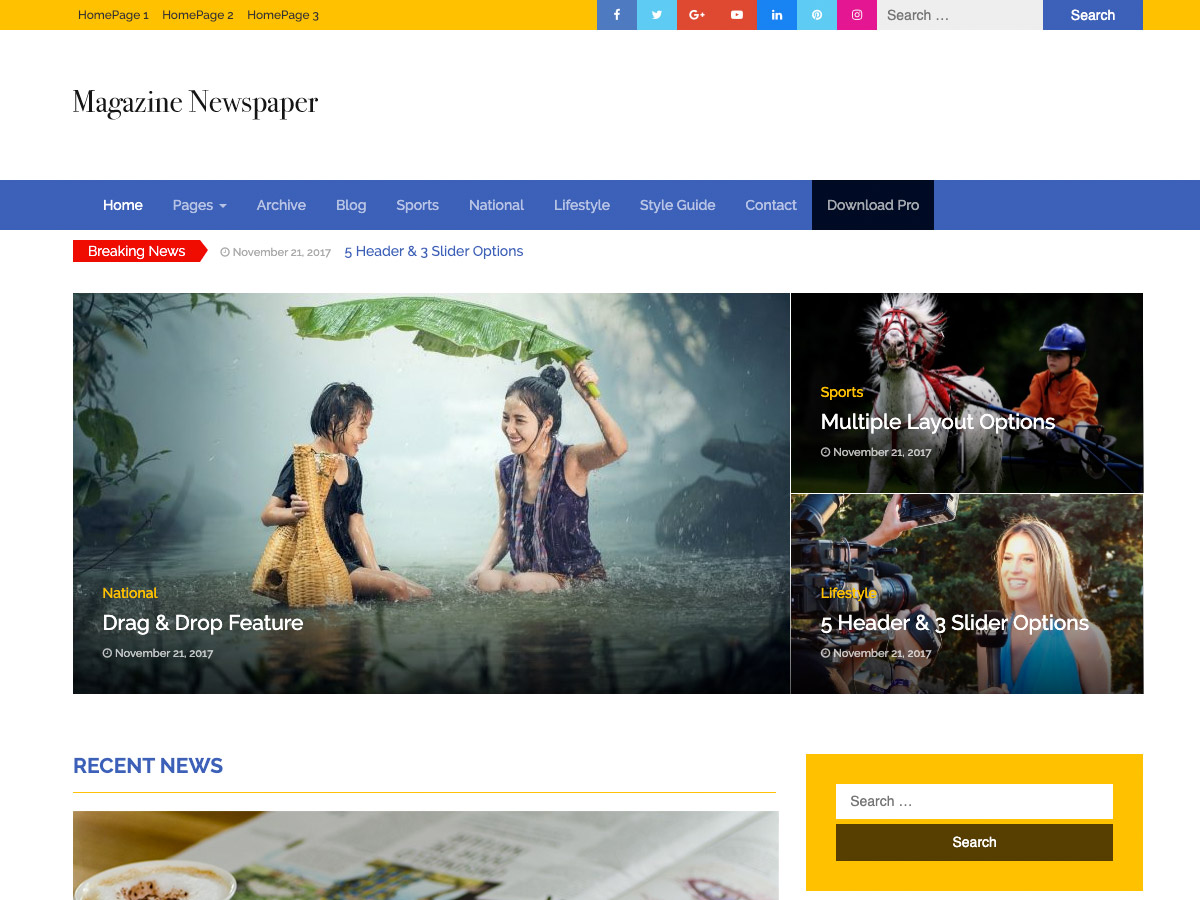 HomePage 1 HomePage 2 HomePage 3
Search …
Search
Magazine Newspaper
Home Pages Archive Blog Sports National Lifestyle Style Guide Contact Download Pro
Breaking News November 21, 2017 5 Header & 3 Slider Options
National
Drag & Drop Feature
November 21, 2017
Sports
Multiple Layout Options
November 21, 2017
Lifestyle
5 Header & 3 Slider Options
November 21, 2017
RECENT NEWS
Search …
Search